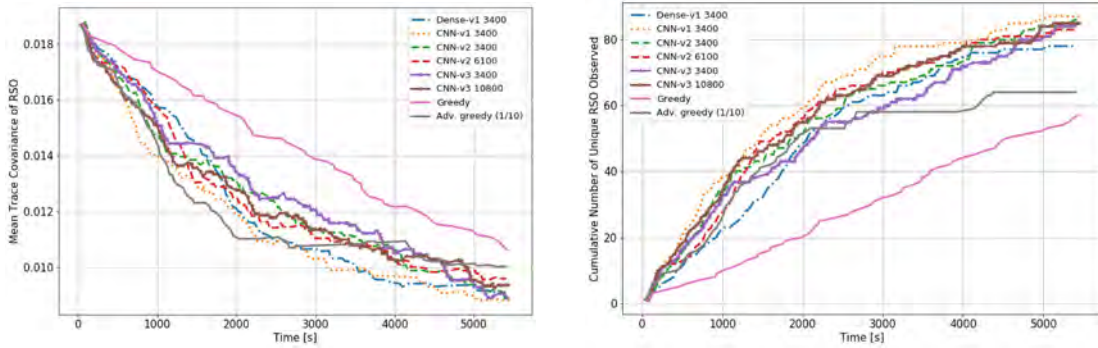 0.018
0.016
0.014
0.012
0.010
0
1000
2000
3000
4000
5000
Mean Trace Covariance of RSO
Time [s]
Dense-v1 3400
CNN-v1 3400
CNN-v2 3400
CNN-v2 6100
CNN-v3 3400
CNN-v3 10800
Greedy
Adv. greedy (1/10)
80
60
40
20
0
0
1000
2000
3000
4000
5000
Cumulative Number of Unique RSO Observed
Time [s]
Dense-v1 3400
CNN-v1 3400
CNN-v2 3400
CNN-v2 6100
CNN-v3 3400
CNN-v3 10800
Greedy
Adv. greedy (1/10)